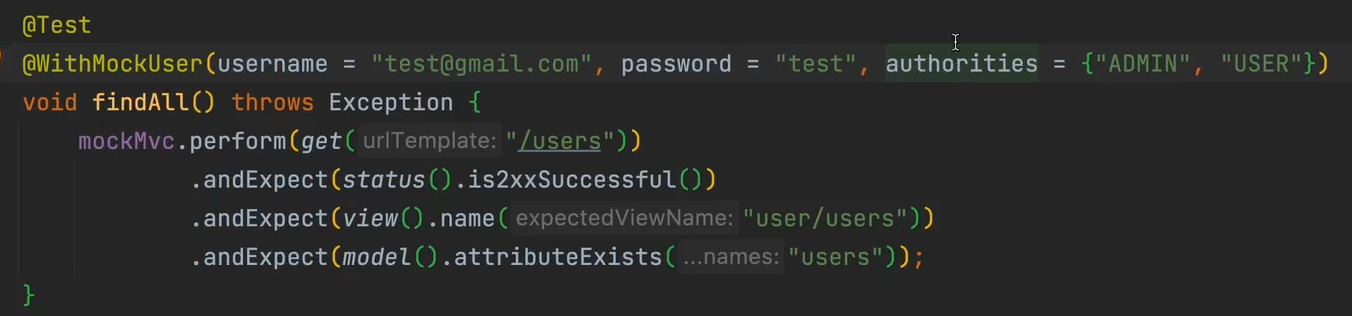 @Test
@WithMockUser(username = "test@gmail.com", password = "test", authorities = {"ADMIN", "USER"})
void findAll() throws Exception {
mockMvc.perform(get( urlTemplate: "/users"))
.andExpect(status().is2xxSuccessful())
.andExpect(view().name( expectedViewName: "user/users"))
.andExpect(model().attributeExists( ...names: "users"));
}